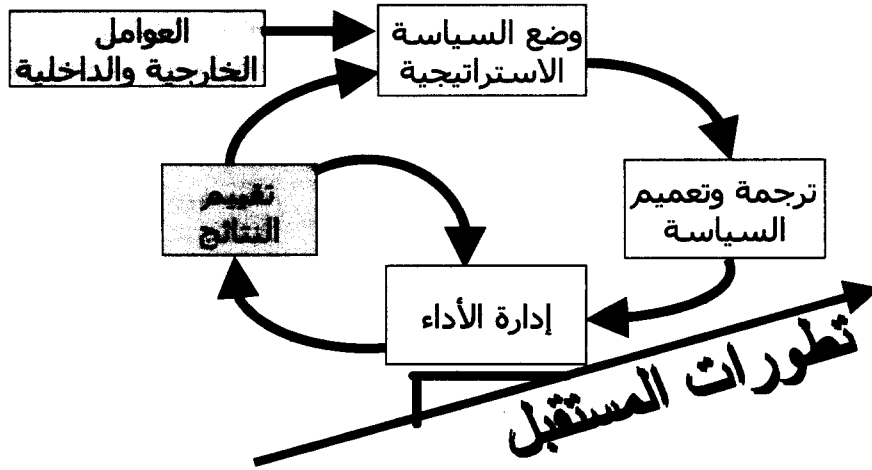 العوامل
الخارجية والداخلية
وضع السياسة
الاستراتيجية
ترجمة وتعميم
السياسة
إدارة الأداء
تقييم
النتائج
تطورات المستقبل